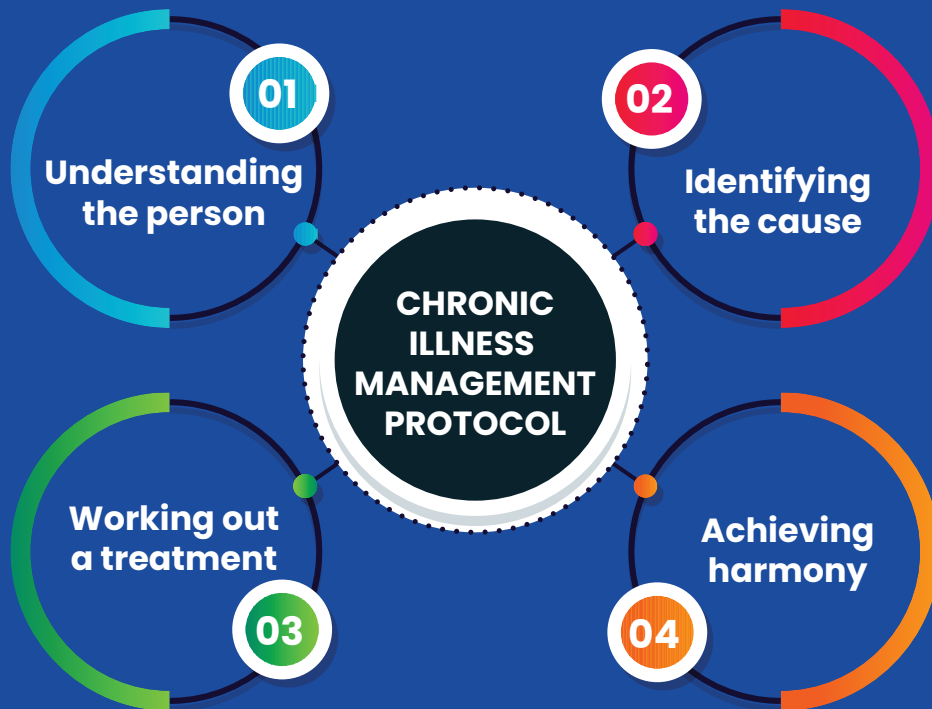 01
Understanding
the person
02
Identifying
the cause
CHRONIC
ILLNESS
MANAGEMENT
PROTOCOL
Working out
a treatment
03
Achieving
harmony
04